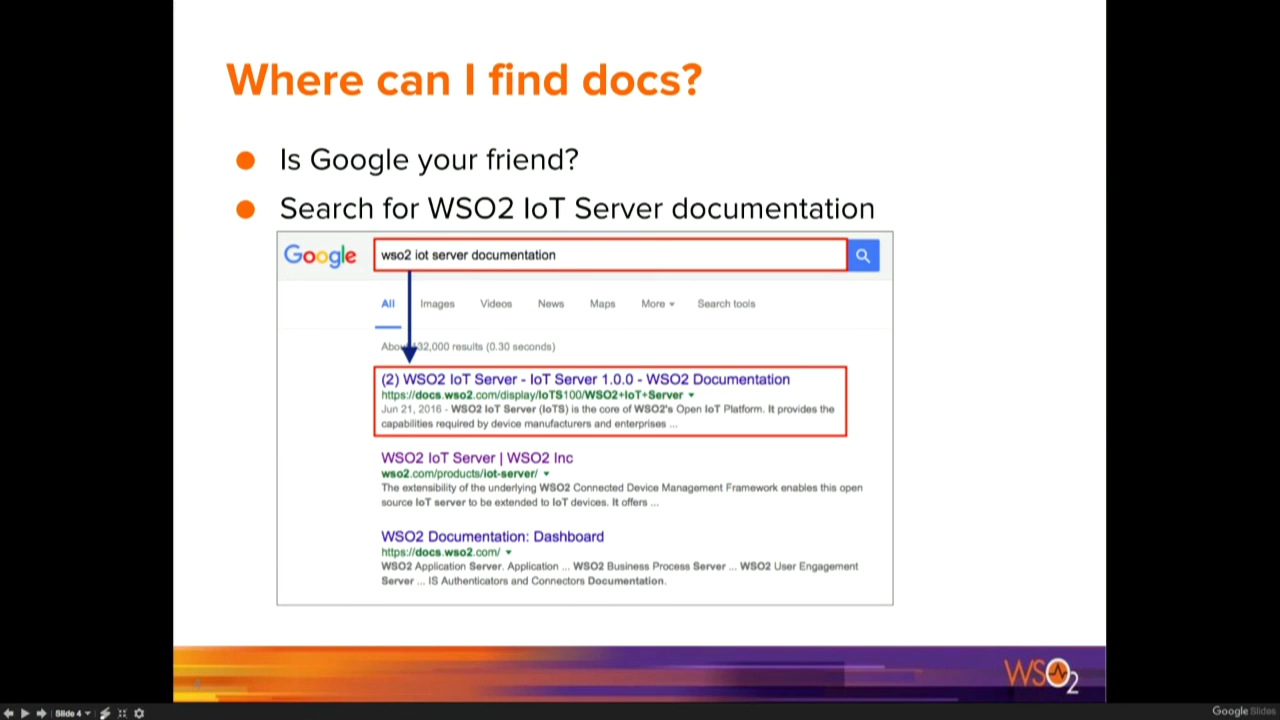 Where can I find docs?
Is Google your friend?
Search for WSO2 IoT Server documentation
Google wso2 iot server documentation
All Images Videos News Maps More Search tools
32,000 results (0.30 seconds)
(2) WSO2 IoT Server - IoT Server 1.0.0 - WSO2 Documentation
https://docs.wso2.com/display/IoTS100/WSO2+IoT+Server
Jun 21, 2016 - WSO2 IoT Server (IoTS) is the core of WSO2's Open IoT Platform. It provides the
capabilities required by device manufacturers and enterprises ...
WSO2 IoT Server | WSO2 Inc
wso2.com/products/iot-server/
The extensibility of the underlying WSO2 Connected Device Management Framework enables this open
source IoT server to be extended to IoT devices. It offers ...
WSO2 Documentation: Dashboard
https://docs.wso2.com/
WSO2 Application Server. Application ... WSO2 Business Process Server ... WSO2 User Engagement
Server ... IS Authenticators and Connectors Documentation.
WSO2
Slide 4
Google Slides